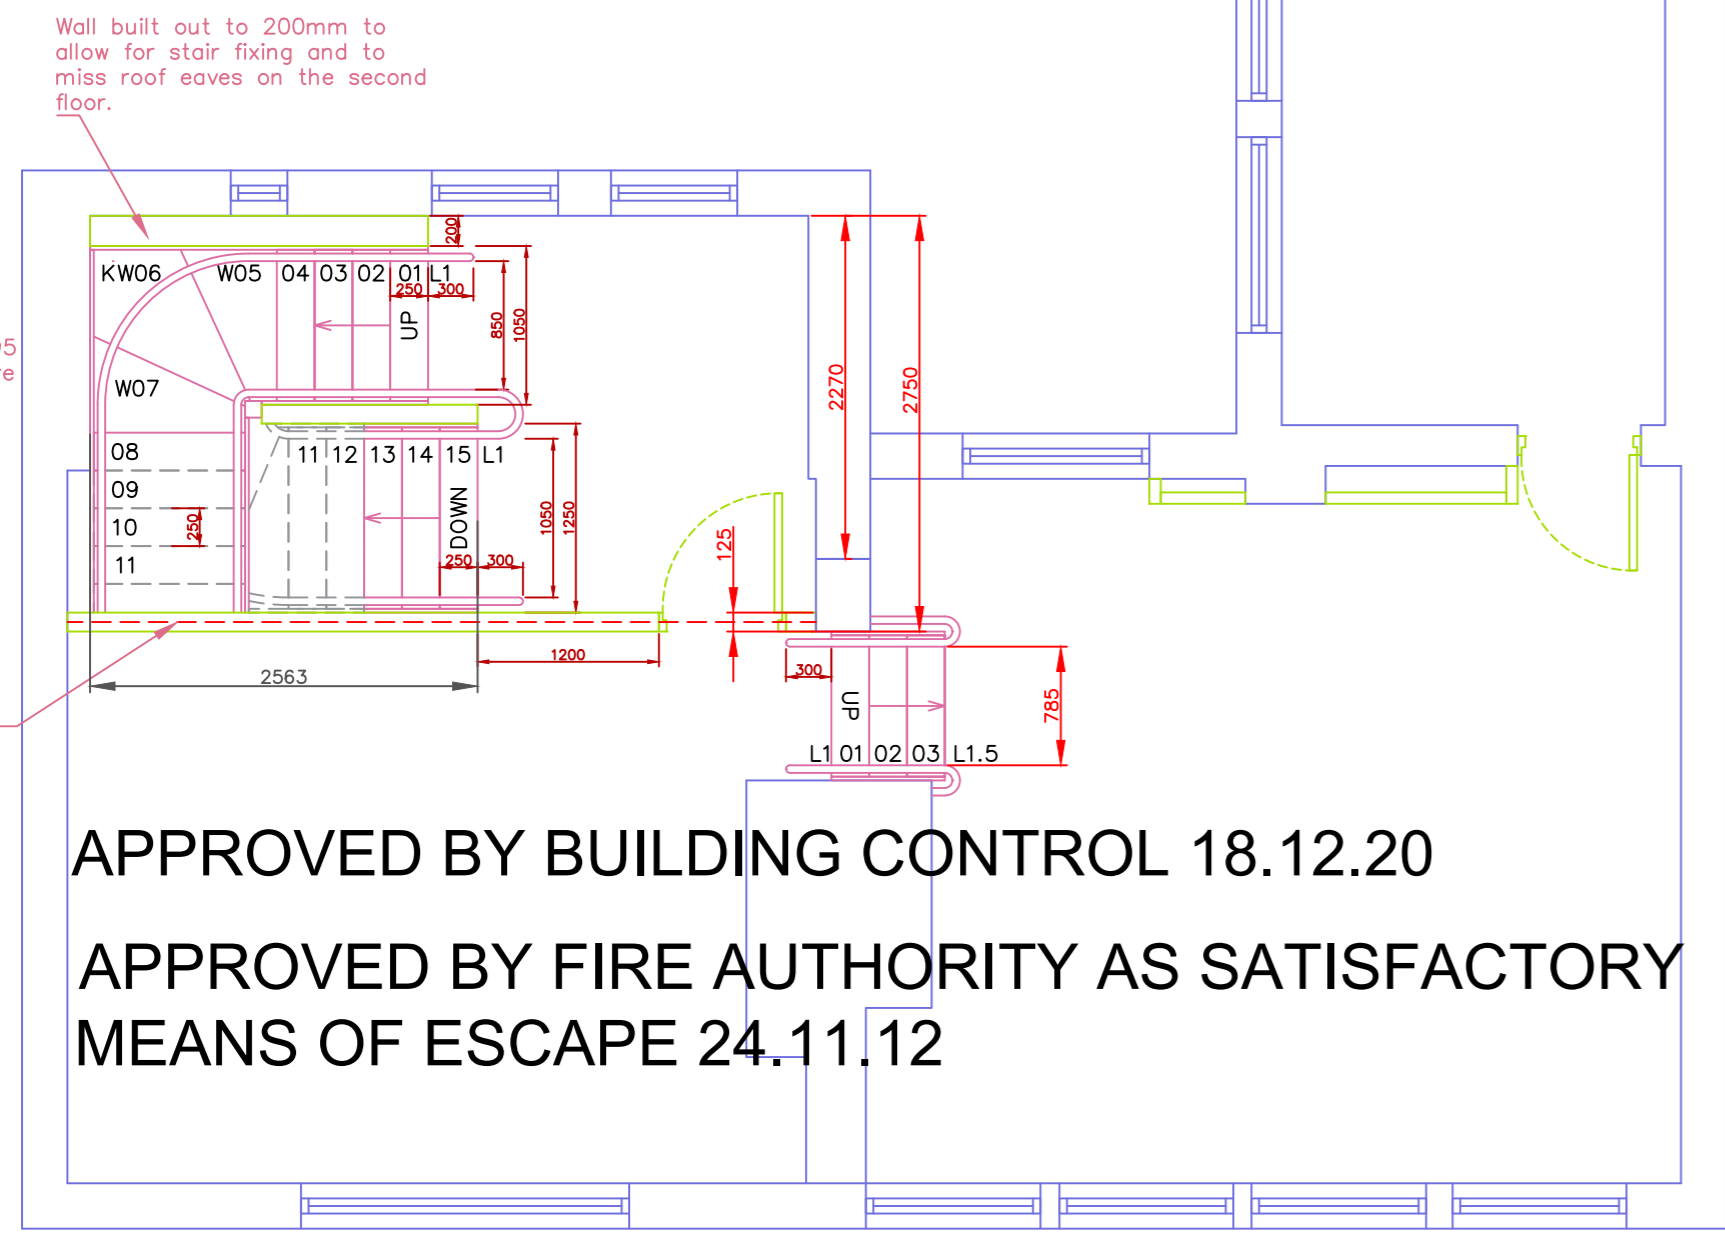 Wall built out to 200mm to
allow for stair fixing and to
miss roof eaves on the second
floor.
200
KW06 W05 04 03 02 01 L1
250 300
UP
850
1050
W07
08
09
10
11
250
11 12 13 14 15 L1
DOWN
250 300
1050
1250
2270
2750
125
1200
2563
300
UP
785
L1 01 02 03 L1.5
APPROVED BY BUILDING CONTROL 18.12.20
APPROVED BY FIRE AUTHORITY AS SATISFACTORY
MEANS OF ESCAPE 24.11.12